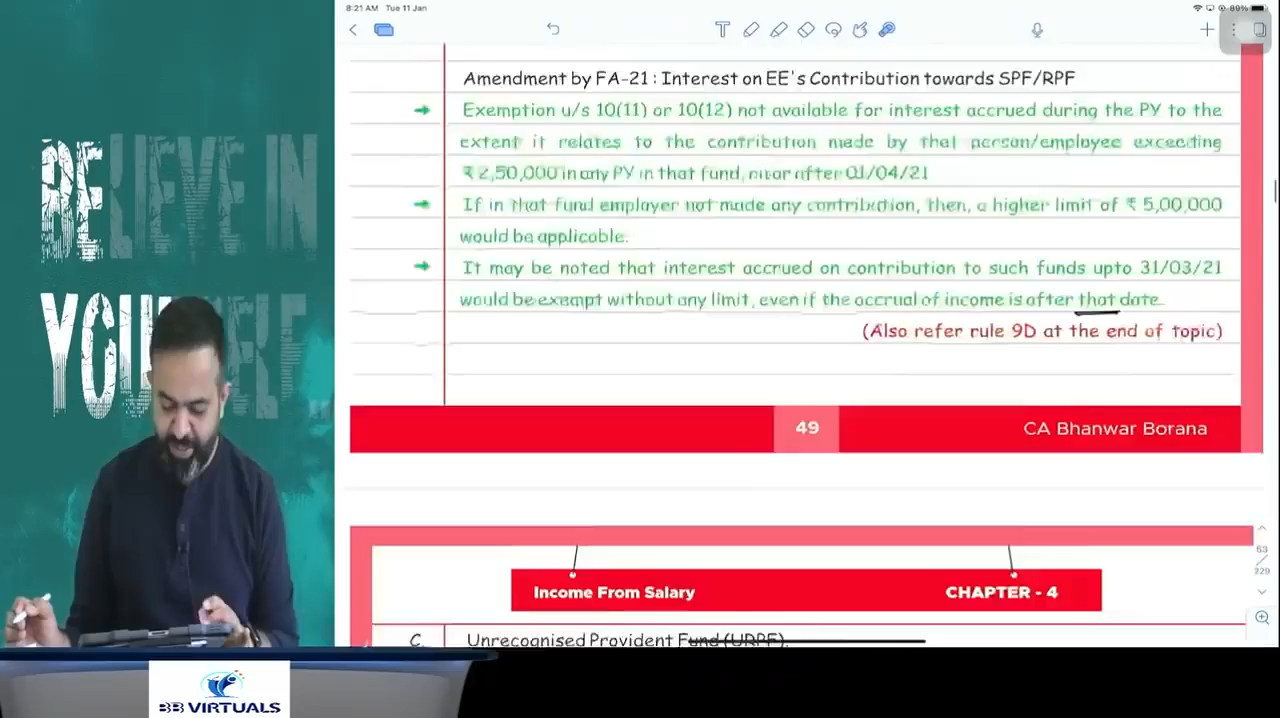 8:21 AM Tue 11 Jan
89%
BELIEVE IN
YOURSELF
Amendment by FA-21 : Interest on EE's Contribution towards SPF/RPF
Exemption u/s 10(11) or 10(12) not available for interest accrued during the PY to the
extent it relates to the contribution made by that person/employee exceeding
₹ 2,50,000 in any PY in that fund, on or after 01/04/21
If in that fund employer not made any contribution, then, a higher limit of ₹ 5,00,000
would be applicable.
It may be noted that interest accrued on contribution to such funds upto 31/03/21
would be exempt without any limit, even if the accrual of income is after that date.
(Also refer rule 9D at the end of topic)
49
CA Bhanwar Borana
Income From Salary
CHAPTER - 4
63
229
C. Unrecognised Provident Fund (URPF).
BB VIRTUALS